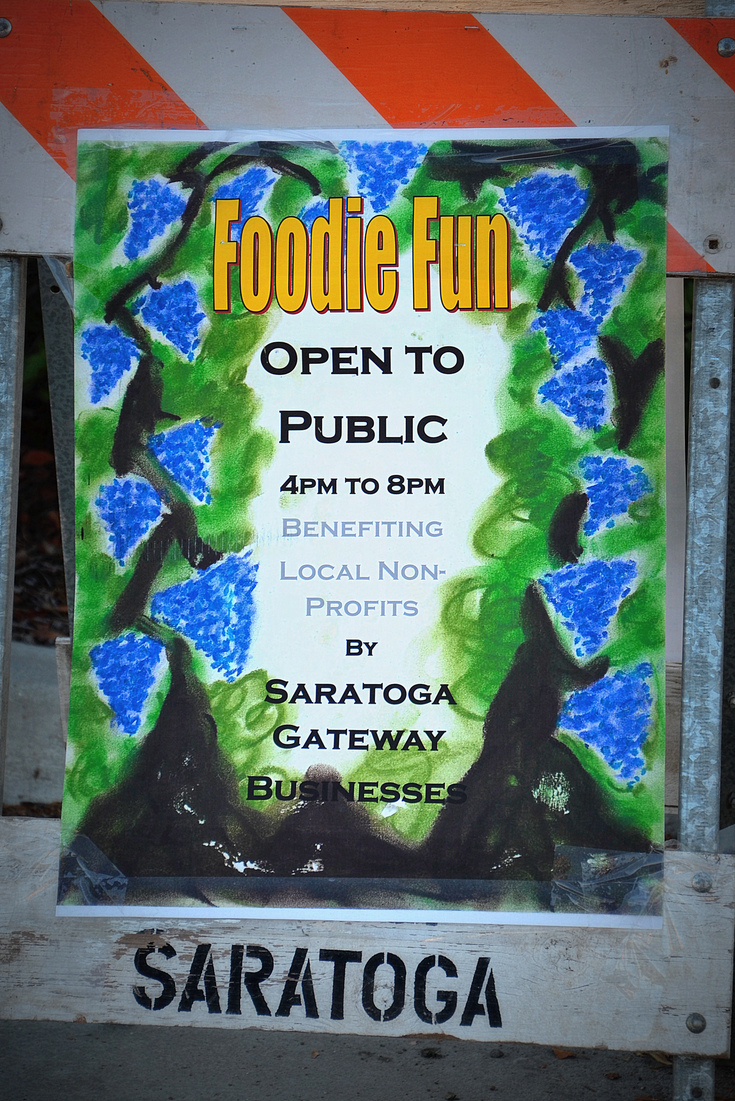 Foodie Fun
Open to
Public
4pm to 8pm
Benefiting
Local Non-
Profits
By
Saratoga
Gateway
Businesses
SARATOGA